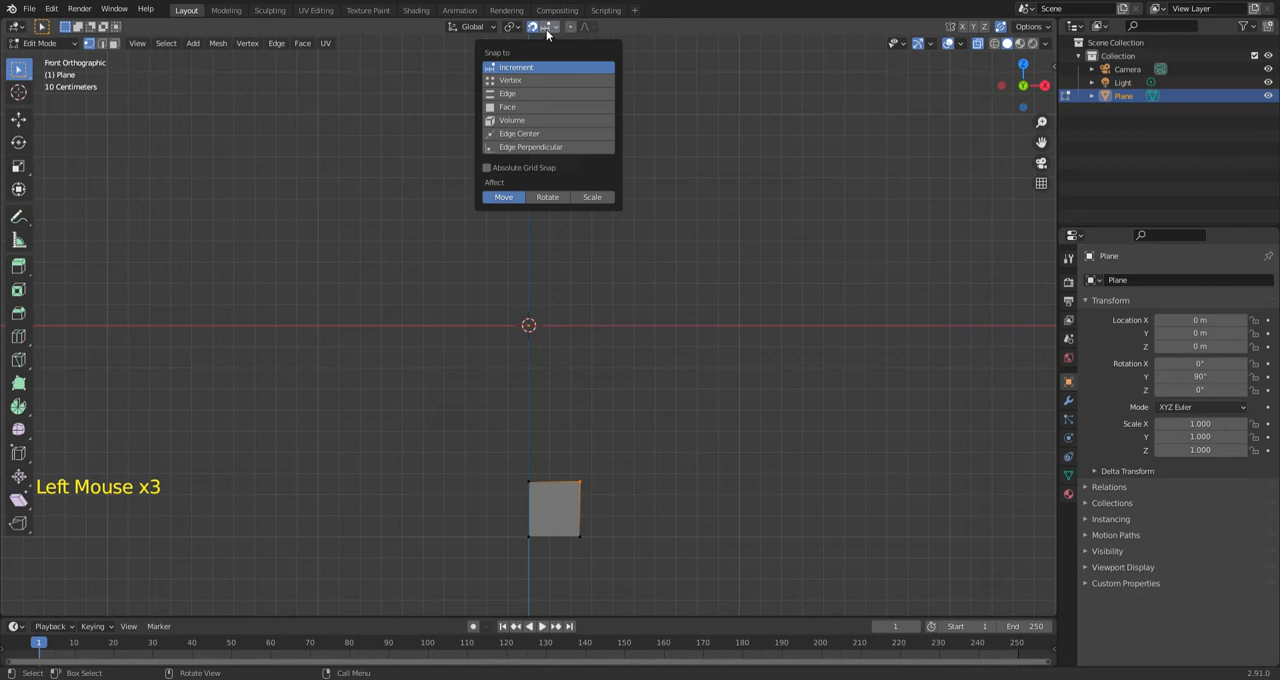 File Edit Render Window Help Layout Modeling Sculpting UV Editing Texture Paint Shading Animation Rendering Compositing Scripting + Scene View Layer
Global X Y Z Options
Edit Mode View Select Add Mesh Vertex Edge Face UV
Front Orthographic
(1) Plane
10 Centimeters
Snap to
Increment
Vertex
Edge
Face
Volume
Edge Center
Edge Perpendicular
Absolute Grid Snap
Affect
Move Rotate Scale
Z
Y X
Scene Collection
Collection
Camera
Light
Plane
Plane
Plane
Transform
Location X 0 m
Y 0 m
Z 0 m
Rotation X 0°
Y 90°
Z 0°
Mode XYZ Euler
Scale X 1.000
Y 1.000
Z 1.000
Delta Transform
Relations
Collections
Instancing
Motion Paths
Visibility
Viewport Display
Custom Properties
Left Mouse x3
Playback Keying View Marker 1 Start 1 End 250
1 10 20 30 40 50 60 70 80 90 100 110 120 130 140 150 160 170 180 190 200 210 220 230 240 250
Select Box Select Rotate View Call Menu 2.91.0